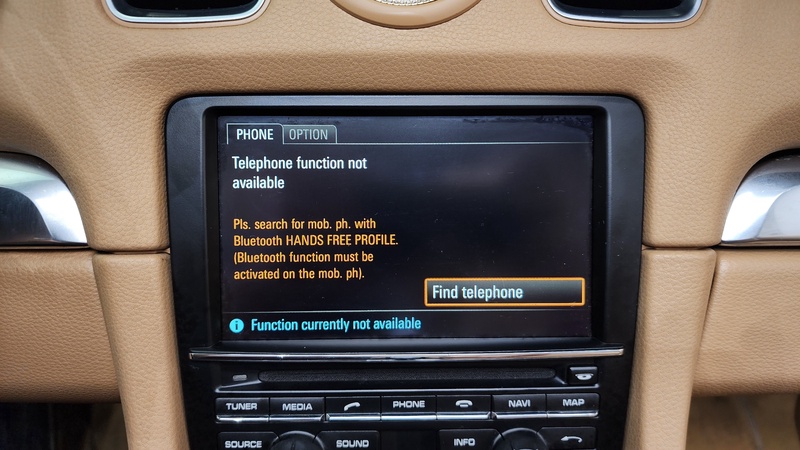 PHONE OPTION
Telephone function not
available
Pls. search for mob. ph. with
Bluetooth HANDS FREE PROFILE.
(Bluetooth function must be
activated on the mob. ph).
Find telephone
i Function currently not available
TUNER MEDIA PHONE NAVI MAP
SOURCE SOUND INFO